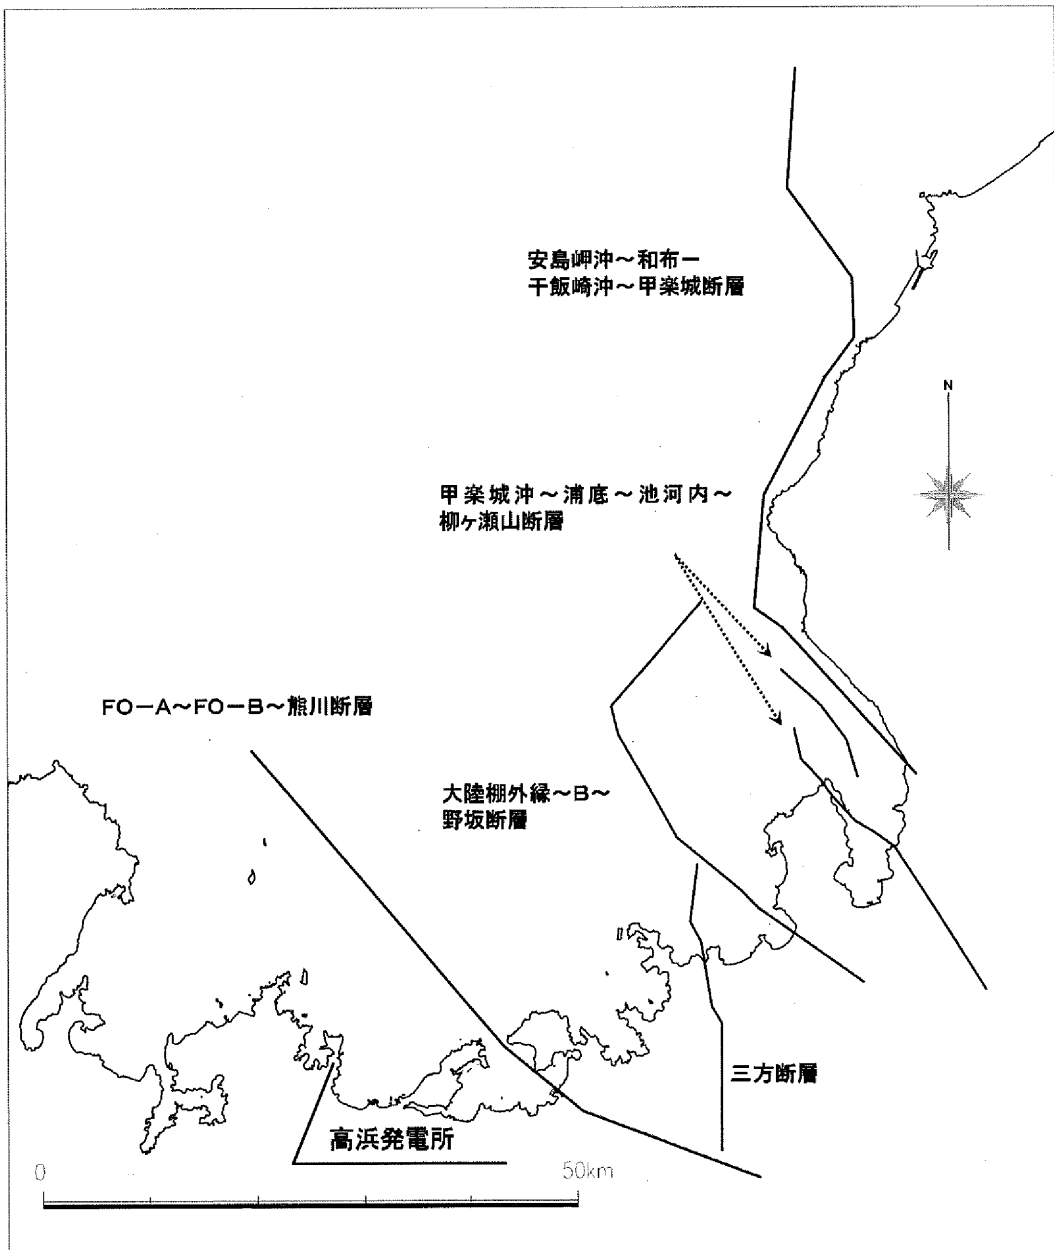 安島岬沖～和布－
干飯崎沖～甲楽城断層
N
甲楽城沖～浦底～池河内～
柳ヶ瀬山断層
FO－A～FO－B～熊川断層
大陸棚外縁～B～
野坂断層
三方断層
高浜発電所
0
50km